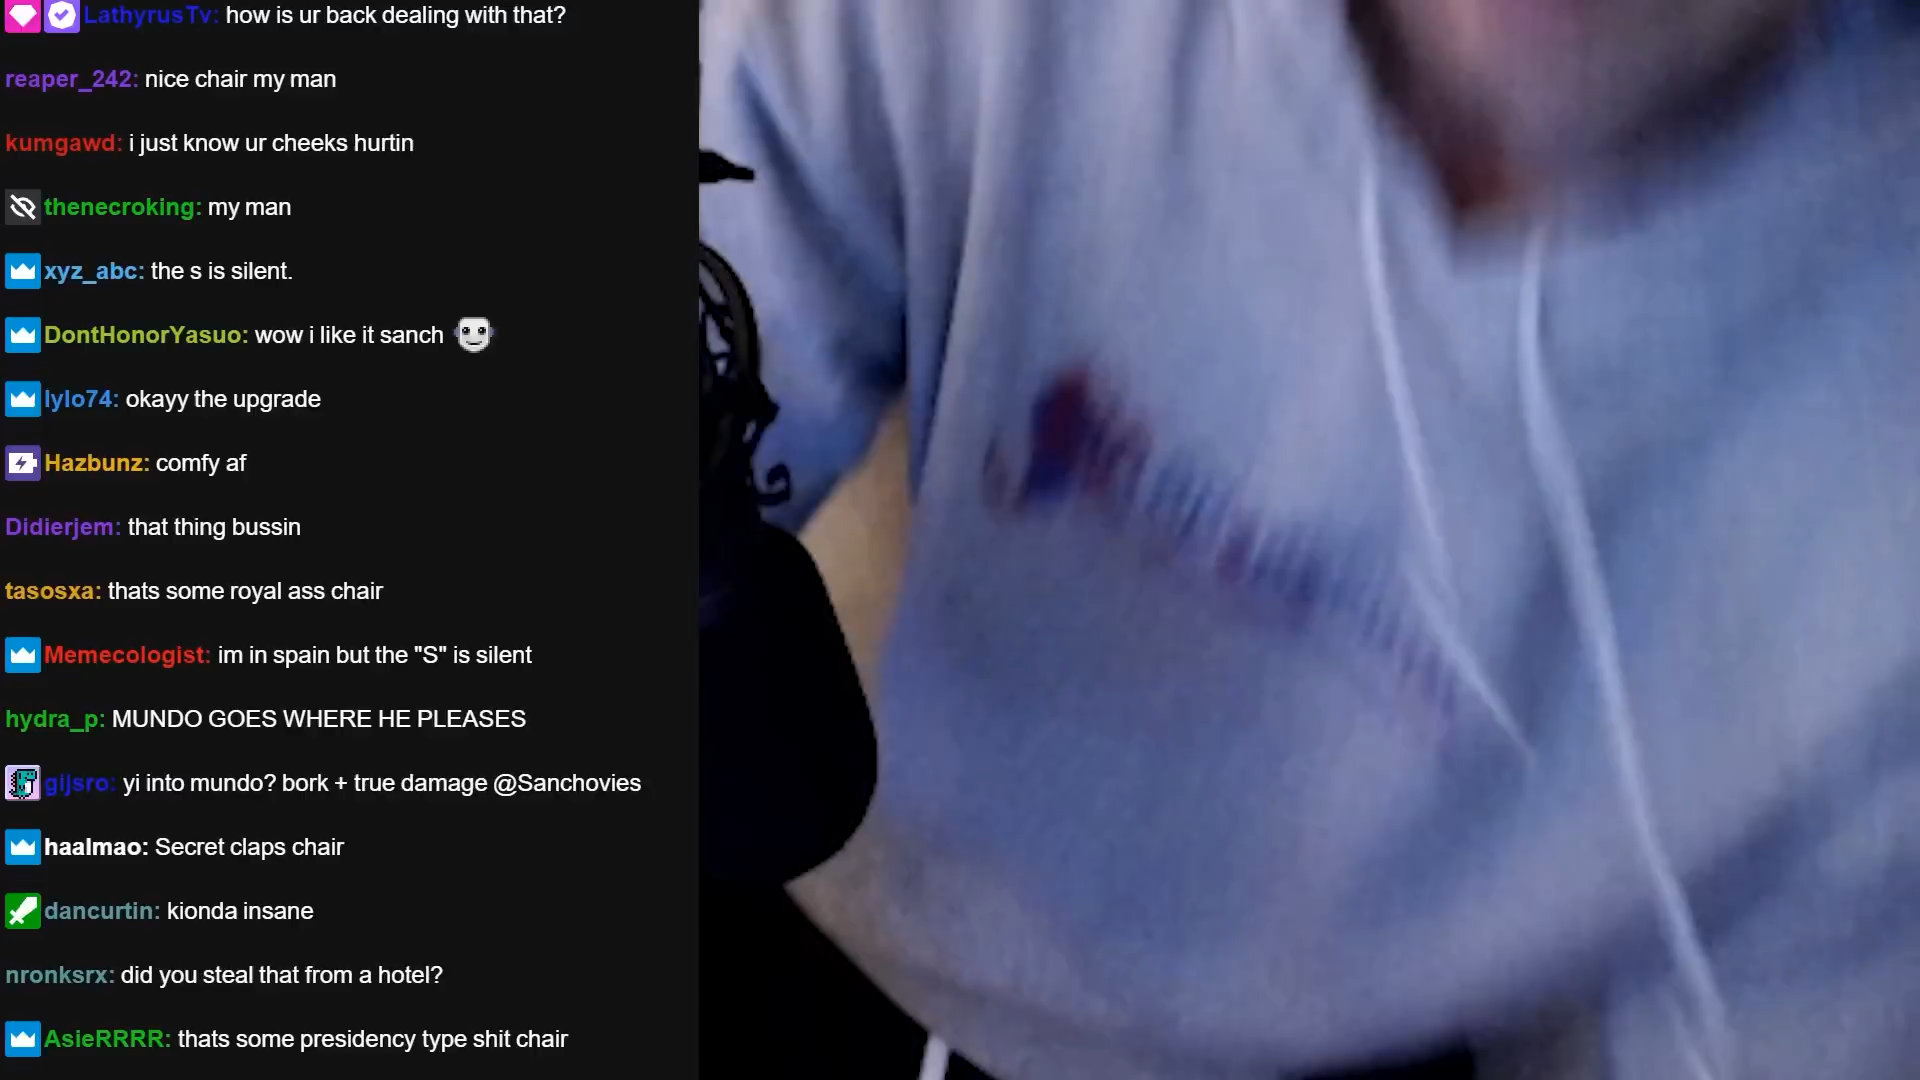 LathyrusTv: how is ur back dealing with that?
reaper_242: nice chair my man
kumgawd: i just know ur cheeks hurtin
thenecroking: my man
xyz_abc: the s is silent.
DontHonorYasuo: wow i like it sanch
lylo74: okayy the upgrade
Hazbunz: comfy af
Didierjem: that thing bussin
tasosxa: thats some royal ass chair
Memecologist: im in spain but the "S" is silent
hydra_p: MUNDO GOES WHERE HE PLEASES
gijsro: yi into mundo? bork + true damage @Sanchovies
haalmao: Secret claps chair
dancurtin: kionda insane
nronksrx: did you steal that from a hotel?
AsieRRRR: thats some presidency type shit chair